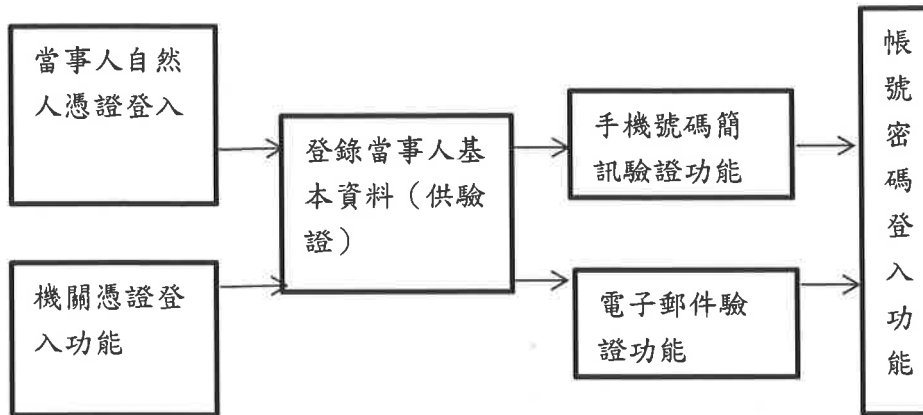 當事人自然
人憑證登入
機關憑證登
入功能
登錄當事人基
本資料（供驗
證）
手機號碼簡
訊驗證功能
電子郵件驗
證功能
帳
號
密
碼
登
入
功
能